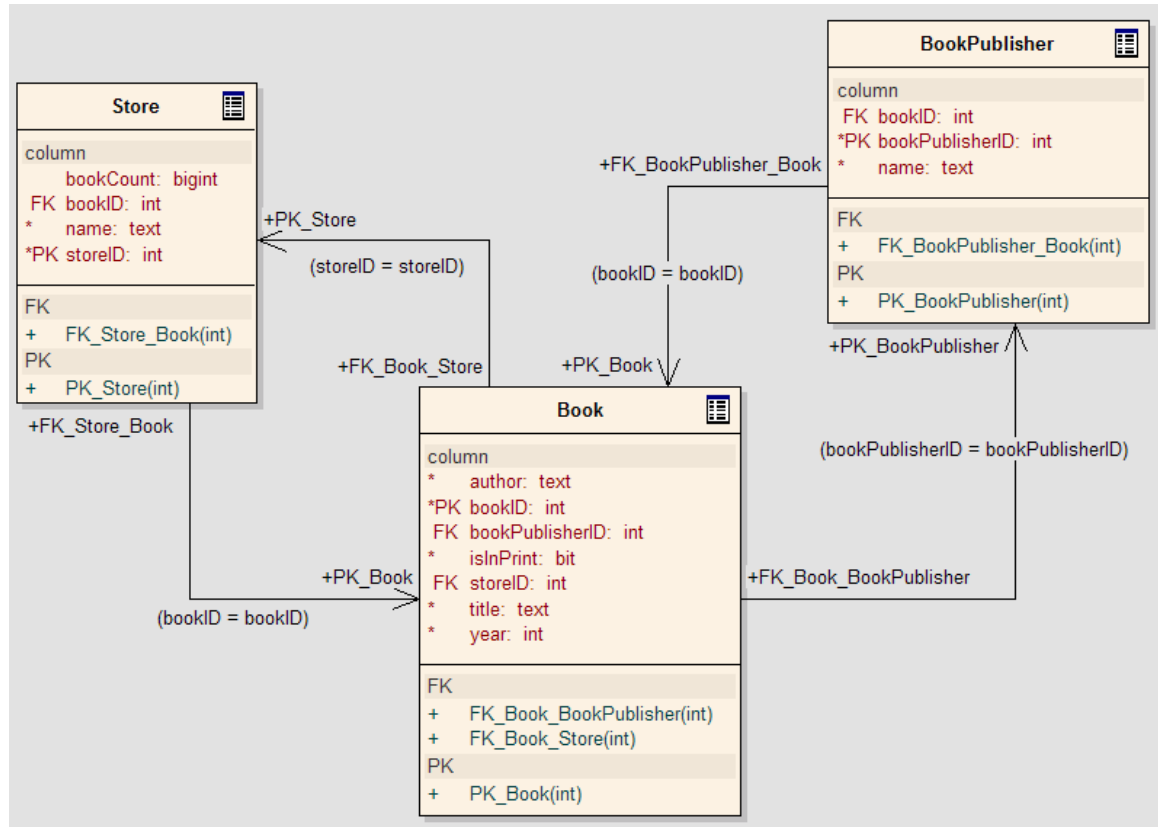 BookPublisher
column
FK bookID: int
*PK bookPublisherID: int
* name: text
FK
+ FK_BookPublisher_Book(int)
PK
+ PK_BookPublisher(int)
Store
column
bookCount: bigint
FK bookID: int
* name: text
*PK storeID: int
FK
+ FK_Store_Book(int)
PK
+ PK_Store(int)
+PK_Store
(storeID = storeID)
+FK_Book_Store
+FK_BookPublisher_Book
(bookID = bookID)
+PK_Book
+PK_BookPublisher
(bookPublisherID = bookPublisherID)
+FK_Store_Book
+PK_Book
(bookID = bookID)
Book
column
* author: text
*PK bookID: int
FK bookPublisherID: int
* isInPrint: bit
FK storeID: int
* title: text
* year: int
FK
+ FK_Book_BookPublisher(int)
+ FK_Book_Store(int)
PK
+ PK_Book(int)
+FK_Book_BookPublisher